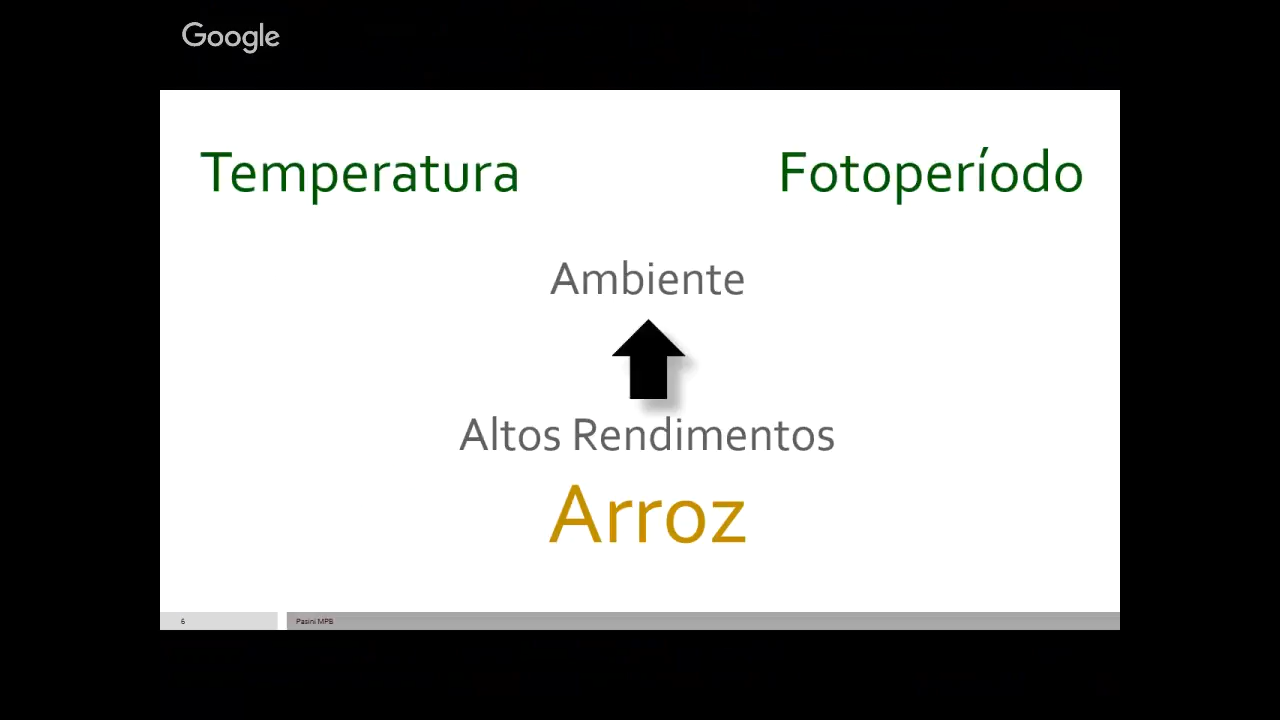 Google
Temperatura
Fotoperíodo
Ambiente
Altos Rendimentos
Arroz
6
Pasini MPB